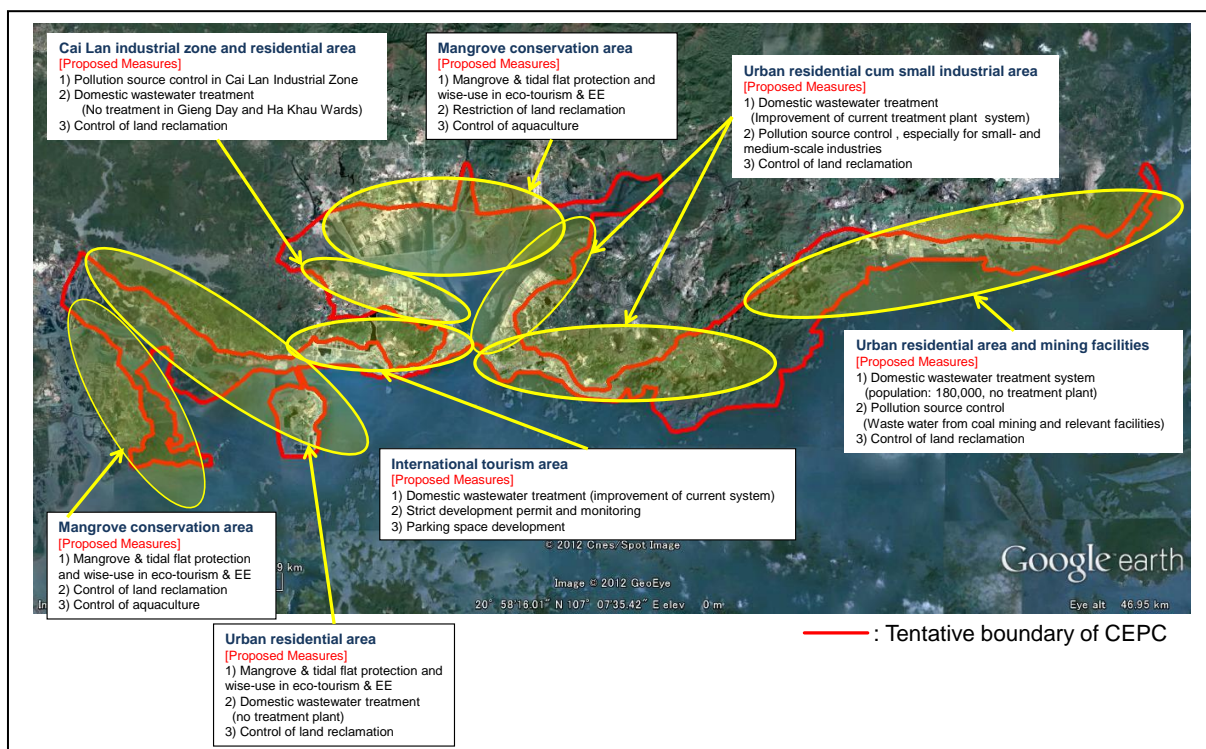 Cai Lan industrial zone and residential area
[Proposed Measures]
1) Pollution source control in Cai Lan Industrial Zone
2) Domestic wastewater treatment
(No treatment in Gieng Day and Ha Khau Wards)
3) Control of land reclamation
Mangrove conservation area
[Proposed Measures]
1) Mangrove & tidal flat protection and
wise-use in eco-tourism & EE
2) Restriction of land reclamation
3) Control of aquaculture
Urban residential cum small industrial area
[Proposed Measures]
1) Domestic wastewater treatment
(Improvement of current treatment plant system)
2) Pollution source control , especially for small- and
medium-scale industries
3) Control of land reclamation
Urban residential area and mining facilities
[Proposed Measures]
1) Domestic wastewater treatment system
(population: 180,000, no treatment plant)
2) Pollution source control
(Waste water from coal mining and relevant facilities)
3) Control of land reclamation
International tourism area
[Proposed Measures]
1) Domestic wastewater treatment (improvement of current system)
2) Strict development permit and monitoring
3) Parking space development
Mangrove conservation area
[Proposed Measures]
1) Mangrove & tidal flat protection
and wise-use in eco-tourism & EE
2) Control of land reclamation
3) Control of aquaculture
Urban residential area
[Proposed Measures]
1) Mangrove & tidal flat protection and
wise-use in eco-tourism & EE
2) Domestic wastewater treatment
(no treatment plant)
3) Control of land reclamation
© 2012 Cnes/Spot Image
Image © 2012 GeoEye
20° 58'16.01" N 107° 07'35.42" E elev 0 m
Google earth
Eye alt 46.95 km
: Tentative boundary of CEPC